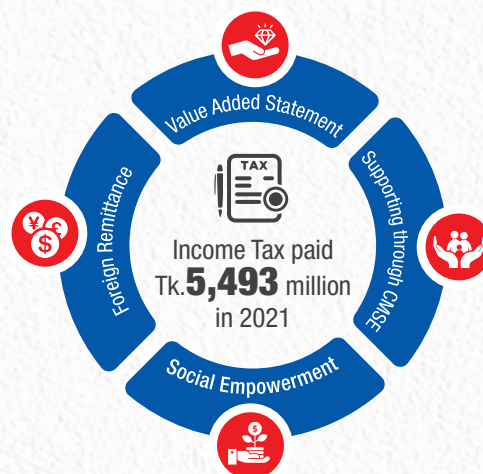 Value Added Statement
Foreign Remittance
Supporting through CMSE
TAX
Income Tax paid
Tk.5,493 million
in 2021
Social Empowerment
¥
£
$
$